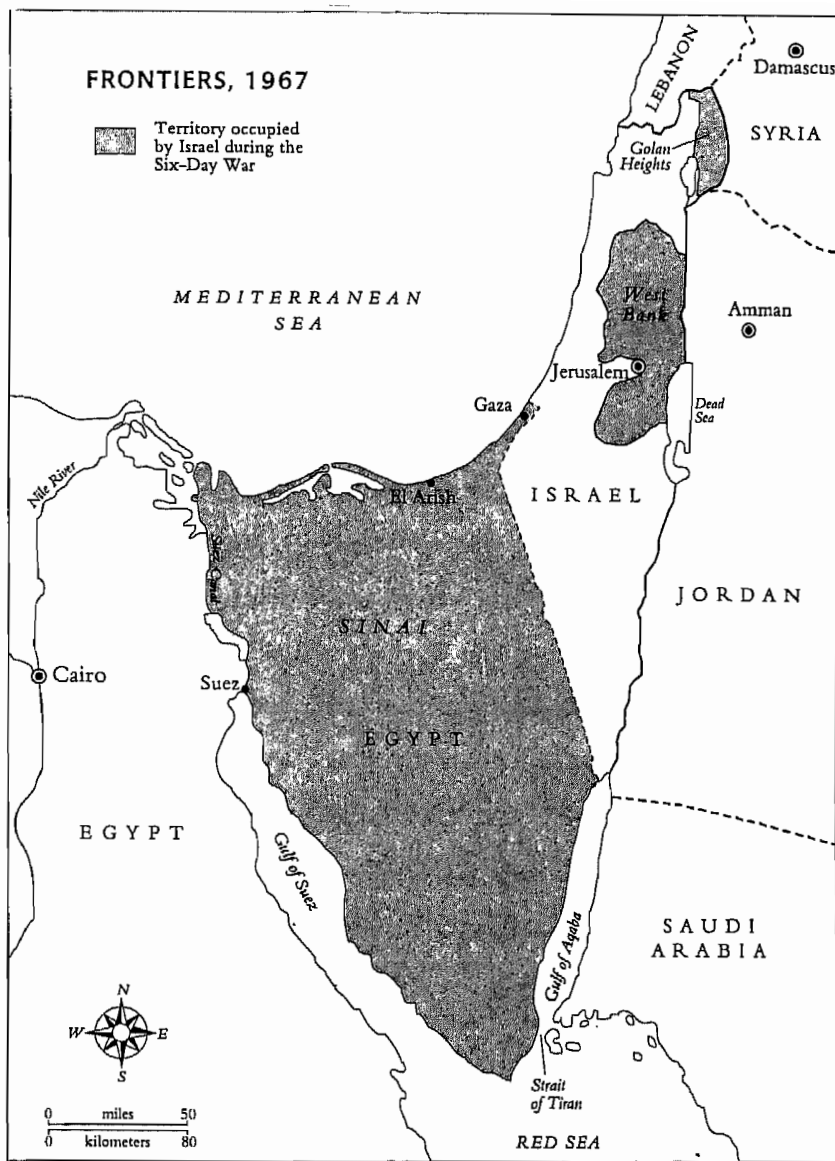 FRONTIERS, 1967
Territory occupied
by Israel during the
Six-Day War
LEBANON
Damascus
SYRIA
Golan
Heights
MEDITERRANEAN
SEA
West
Bank
Amman
Jerusalem
Gaza
Dead
Sea
Nile River
El Arish
ISRAEL
Suez Canal
SINAI
JORDAN
Cairo
Suez
EGYPT
EGYPT
Gulf of Suez
Gulf of Aqaba
SAUDI
ARABIA
N
W
E
S
Strait
of Tiran
0 miles 50
0 kilometers 80
RED SEA